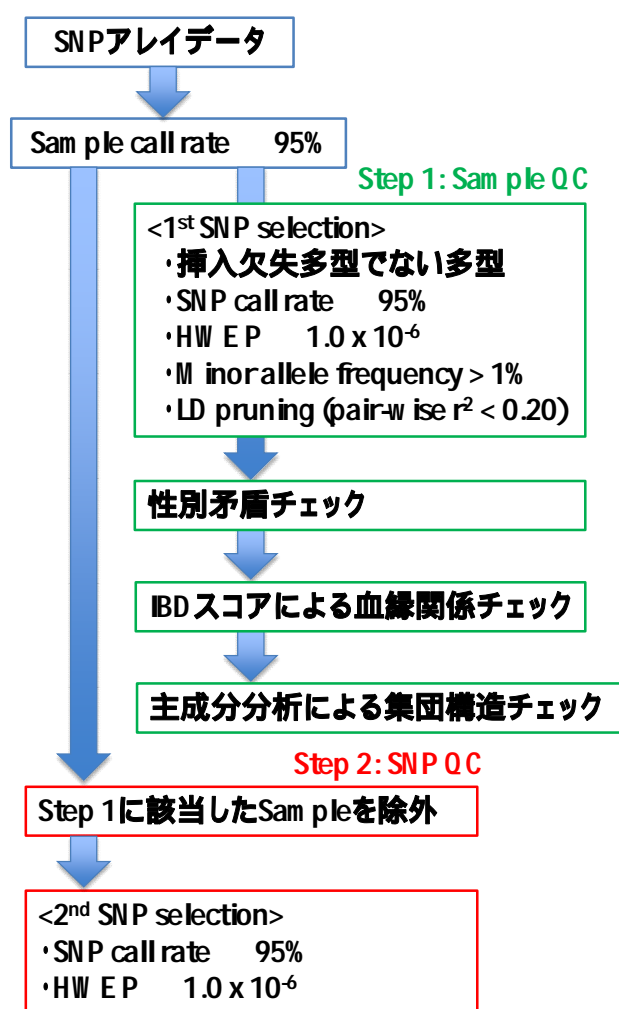 SNPアレイデータ
Sample call rate 95%
Step 1: Sample QC
<1st SNP selection>
・挿入欠失多型でない多型
・SNP call rate 95%
・HWE P 1.0 x 10-6
・Minor allele frequency > 1%
・LD pruning (pair-wise r2 < 0.20)
性別矛盾チェック
IBDスコアによる血縁関係チェック
主成分分析による集団構造チェック
Step 2: SNP QC
Step 1に該当したSampleを除外
<2nd SNP selection>
・SNP call rate 95%
・HWE P 1.0 x 10-6